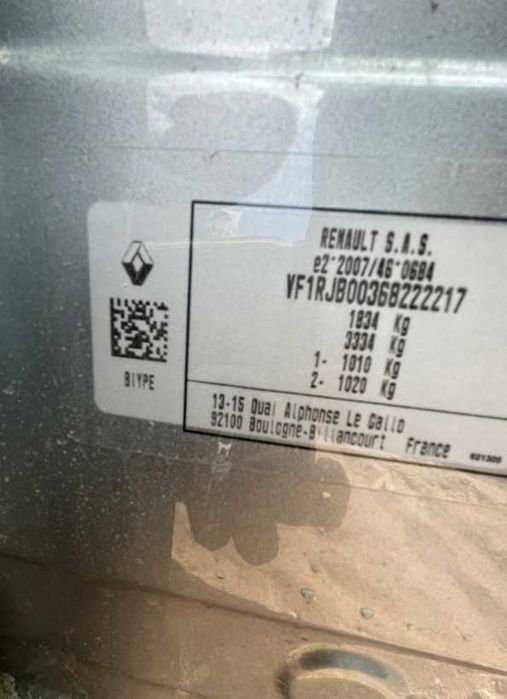 RENAULT S.A.S.
e2*2007/46*0684
VF1RJB00368222217
1834 Kg
3334 Kg
1- 1010 Kg
2- 1020 Kg
BIYPE
13-15 Quai Alphonse Le Gallo
92100 Boulogne-Billancourt France